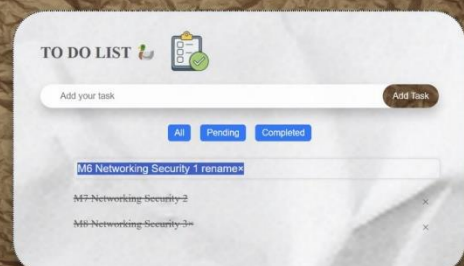 TO DO LIST
Add your task
Add Task
All Pending Completed
M6 Networking Security 1 rename×
M7 Networking Security 2
×
M8 Networking Security 3×
×